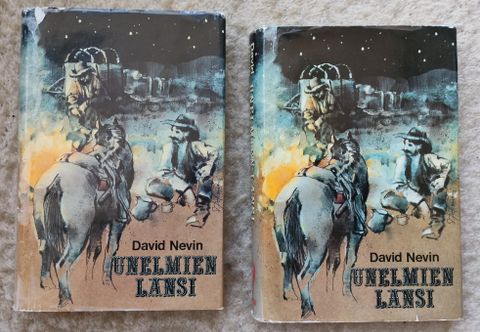 David Nevin
UNELMIEN
LÄNSI
David Nevin
UNELMIEN
LÄNSI